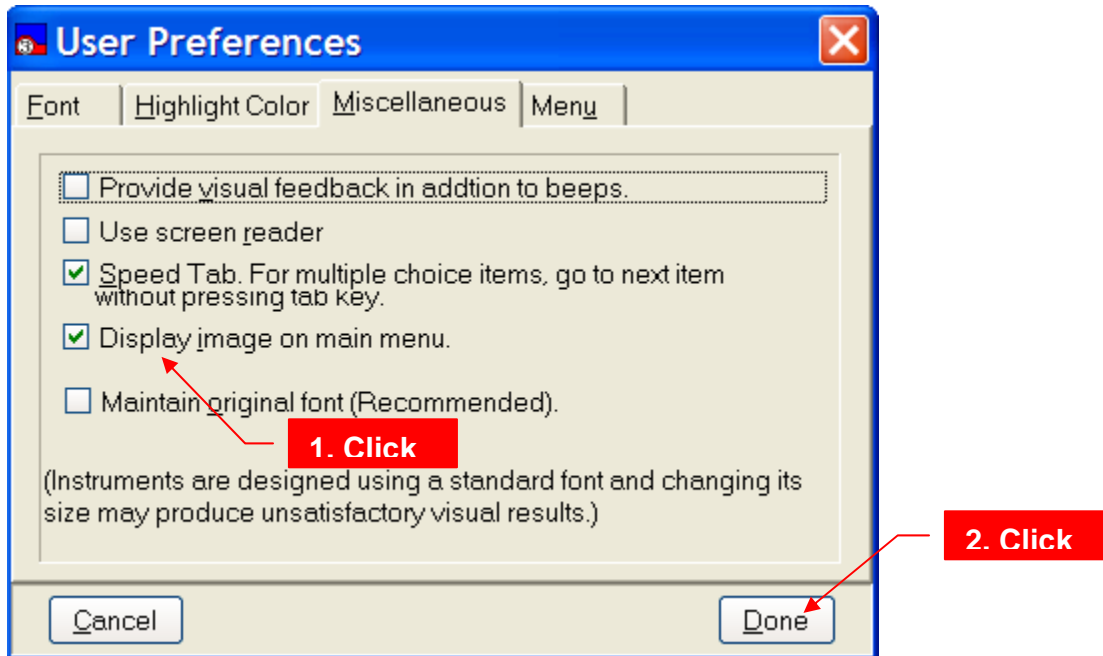 User Preferences
Font Highlight Color Miscellaneous Menu
Provide visual feedback in addtion to beeps.
Use screen reader
Speed Tab. For multiple choice items, go to next item
without pressing tab key.
Display image on main menu.
Maintain original font (Recommended).
1. Click
(Instruments are designed using a standard font and changing its
size may produce unsatisfactory visual results.)
2. Click
Cancel Done